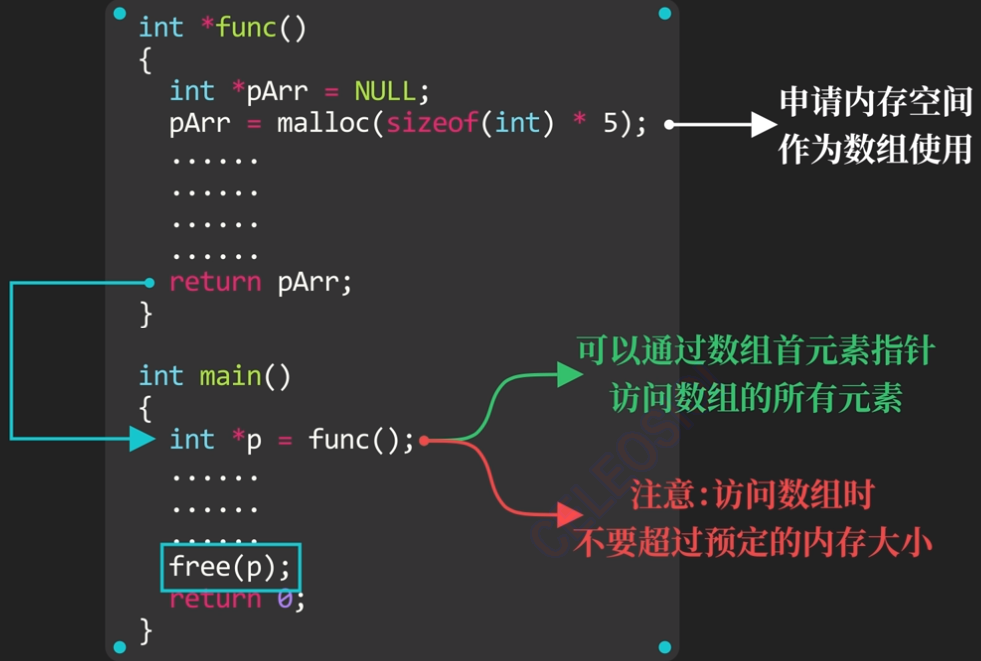 int *func()
{
int *pArr = NULL;
pArr = malloc(sizeof(int) * 5);
申请内存空间
作为数组使用
......
......
......
......
return pArr;
}
int main()
{
int *p = func();
可以通过数组首元素指针
访问数组的所有元素
注意:访问数组时
不要超过预定的内存大小
......
......
......
free(p);
return 0;
}